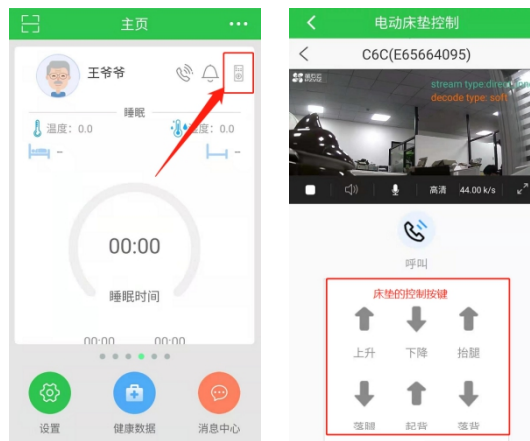 主页
王爷爷
睡眠
温度: 0.0
度: 0.0
00:00
睡眠时间
00:00 00:00
设置 健康数据 消息中心
电动床垫控制
C6C(E65664095)
stream type:direct
decode type: soft
高清 44.00 k/s
呼叫
床垫的控制按键
上升 下降 抬腿
落腿 起背 落背